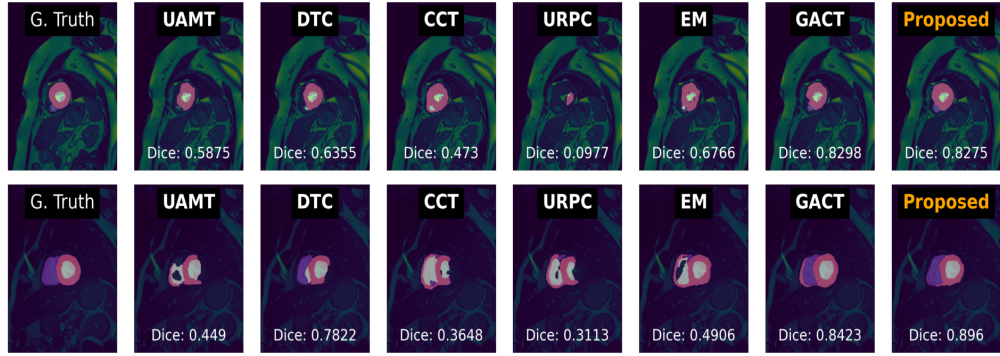 G. Truth UAMT DTC CCT URPC EM GACT Proposed
Dice: 0.5875 Dice: 0.6355 Dice: 0.473 Dice: 0.0977 Dice: 0.6766 Dice: 0.8298 Dice: 0.8275
G. Truth UAMT DTC CCT URPC EM GACT Proposed
Dice: 0.449 Dice: 0.7822 Dice: 0.3648 Dice: 0.3113 Dice: 0.4906 Dice: 0.8423 Dice: 0.896